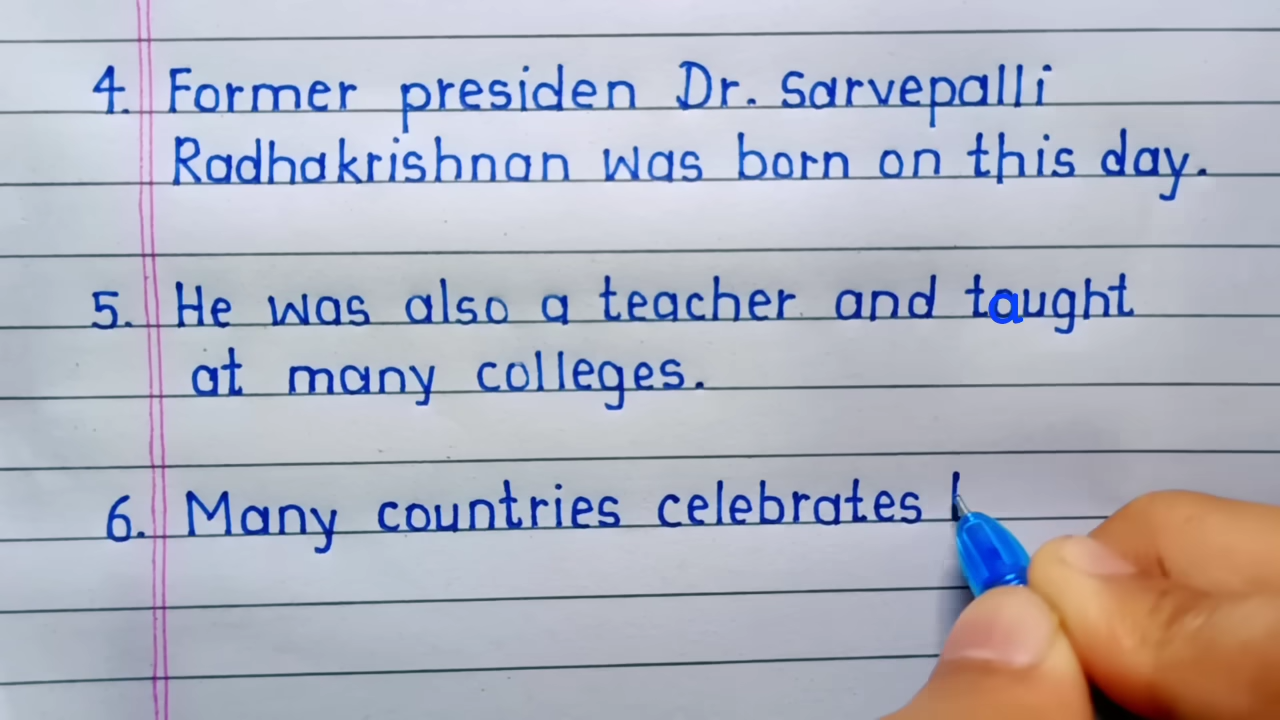 4. Former presiden Dr. Sarvepalli
Radhakrishnan was born on this day.
5. He was also a teacher and taught
at many colleges.
6. Many countries celebrates